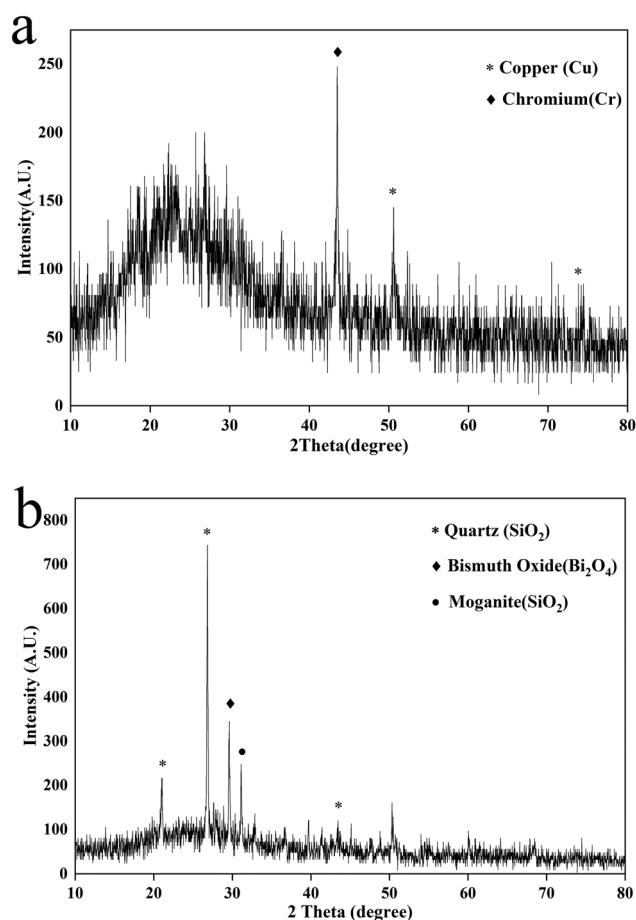 a
250
200
150
100
50
0
Intensity(A.U.)
* Copper (Cu)
♦ Chromium(Cr)
♦
*
*
10 20 30 40 50 60 70 80
2Theta(degree)
b
800
700
600
500
400
300
200
100
0
Intensity (A.U.)
* Quartz (SiO₂)
♦ Bismuth Oxide(Bi₂O₄)
● Moganite(SiO₂)
*
*
♦
●
*
10 20 30 40 50 60 70 80
2 Theta (degree)